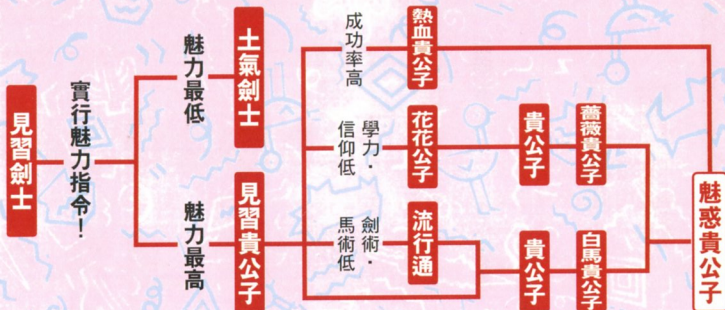 見習劍士
實行魅力指令！
魅力最低
魅力最高
土氣劍士
見習貴公子
成功率高
學力・
信仰低
劍術・
馬術低
熱血貴公子
花花公子
流行通
貴公子
貴公子
薔薇貴公子
白馬貴公子
魅惑貴公子